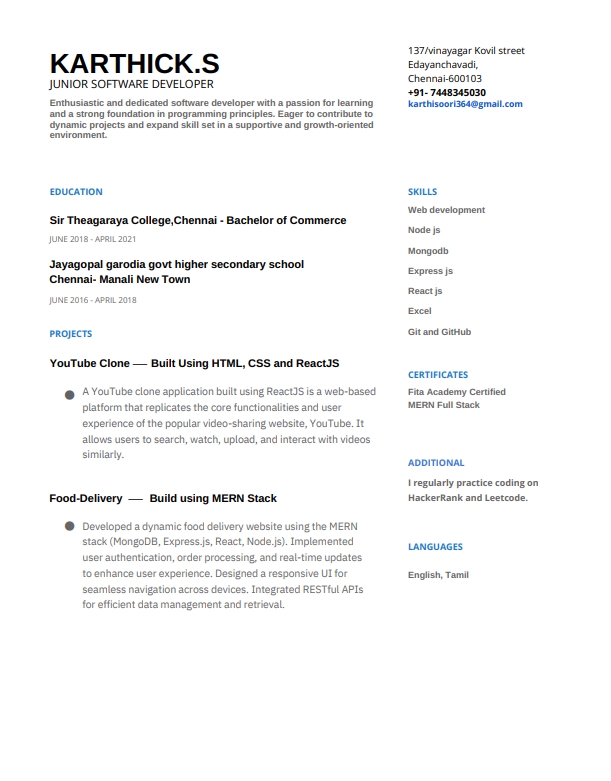 KARTHICK.S
JUNIOR SOFTWARE DEVELOPER
Enthusiastic and dedicated software developer with a passion for learning
and a strong foundation in programming principles. Eager to contribute to
dynamic projects and expand skill set in a supportive and growth-oriented
environment.
137/vinayagar Kovil street
Edayanchavadi,
Chennai-600103
+91- 7448345030
karthisoori364@gmail.com
EDUCATION
Sir Theagaraya College,Chennai - Bachelor of Commerce
JUNE 2018 - APRIL 2021
Jayagopal garodia govt higher secondary school
Chennai- Manali New Town
JUNE 2016 - APRIL 2018
PROJECTS
YouTube Clone — Built Using HTML, CSS and ReactJS
● A YouTube clone application built using ReactJS is a web-based
platform that replicates the core functionalities and user
experience of the popular video-sharing website, YouTube. It
allows users to search, watch, upload, and interact with videos
similarly.
Food-Delivery — Build using MERN Stack
● Developed a dynamic food delivery website using the MERN
stack (MongoDB, Express.js, React, Node.js). Implemented
user authentication, order processing, and real-time updates
to enhance user experience. Designed a responsive UI for
seamless navigation across devices. Integrated RESTful APIs
for efficient data management and retrieval.
SKILLS
Web development
Node js
Mongodb
Express js
React js
Excel
Git and GitHub
CERTIFICATES
Fita Academy Certified
MERN Full Stack
ADDITIONAL
I regularly practice coding on
HackerRank and Leetcode.
LANGUAGES
English, Tamil